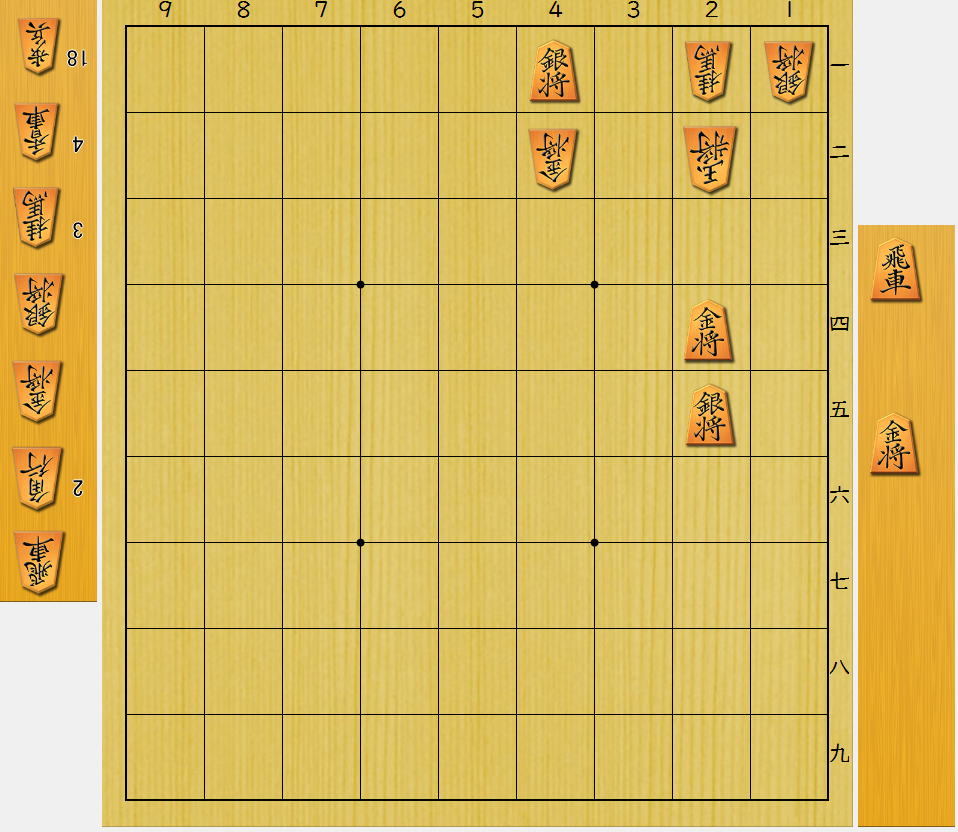 9 8 7 6 5 4 3 2 1
歩兵 18
香車 4
桂馬 3
銀将
金将
角行 2
飛車
銀将 桂馬 銀将 一
金将 玉将 二
三
金将 四
銀将 五
六
七
八
九
飛車
金将